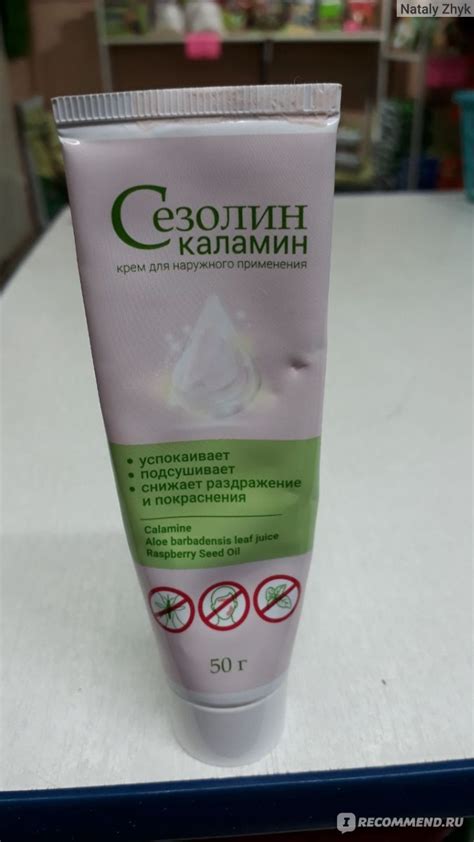 Nataly Zhyk
Сезолин
каламин
крем для наружного применения
• успокаивает
• подсушивает
• снижает раздражение
и покраснения
Calamine
Aloe barbadensis leaf juice
Raspberry Seed Oil
50 г
IRECOMMEND.RU